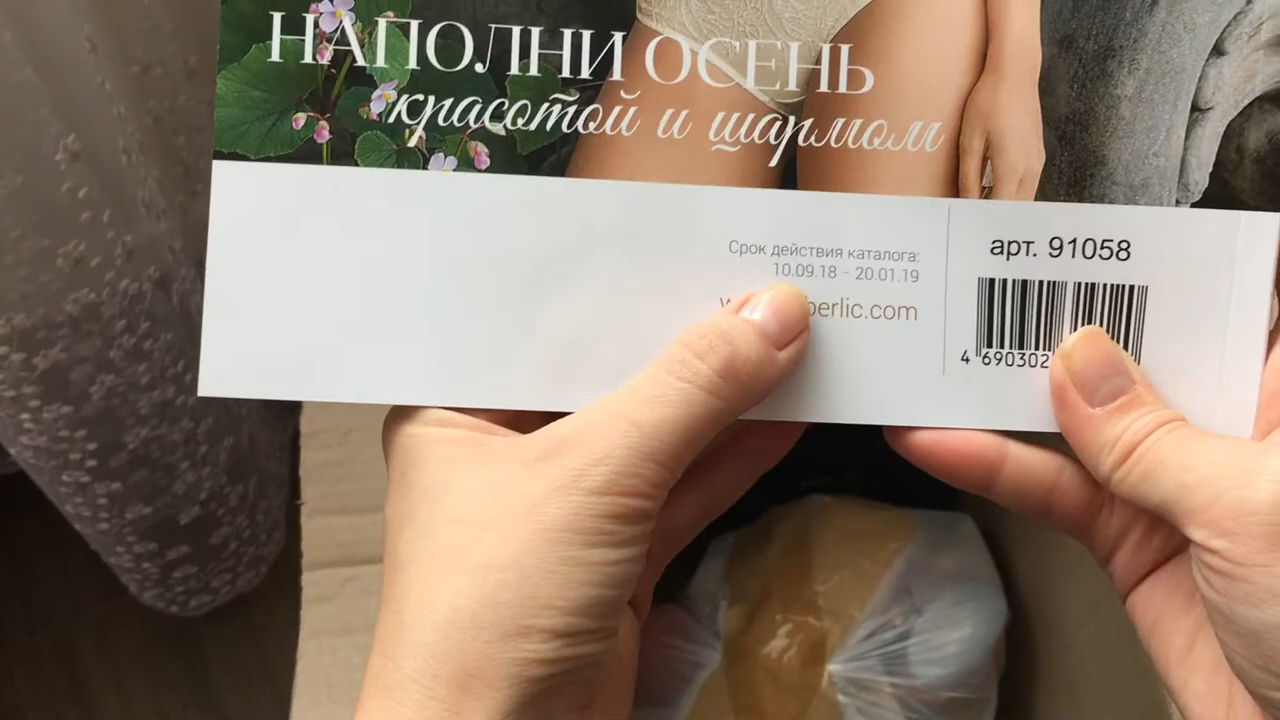 НАПОЛНИ ОСЕНЬ
красотой и шармом
Срок действия каталога:
10.09.18 - 20.01.19
арт. 91058
4 690302